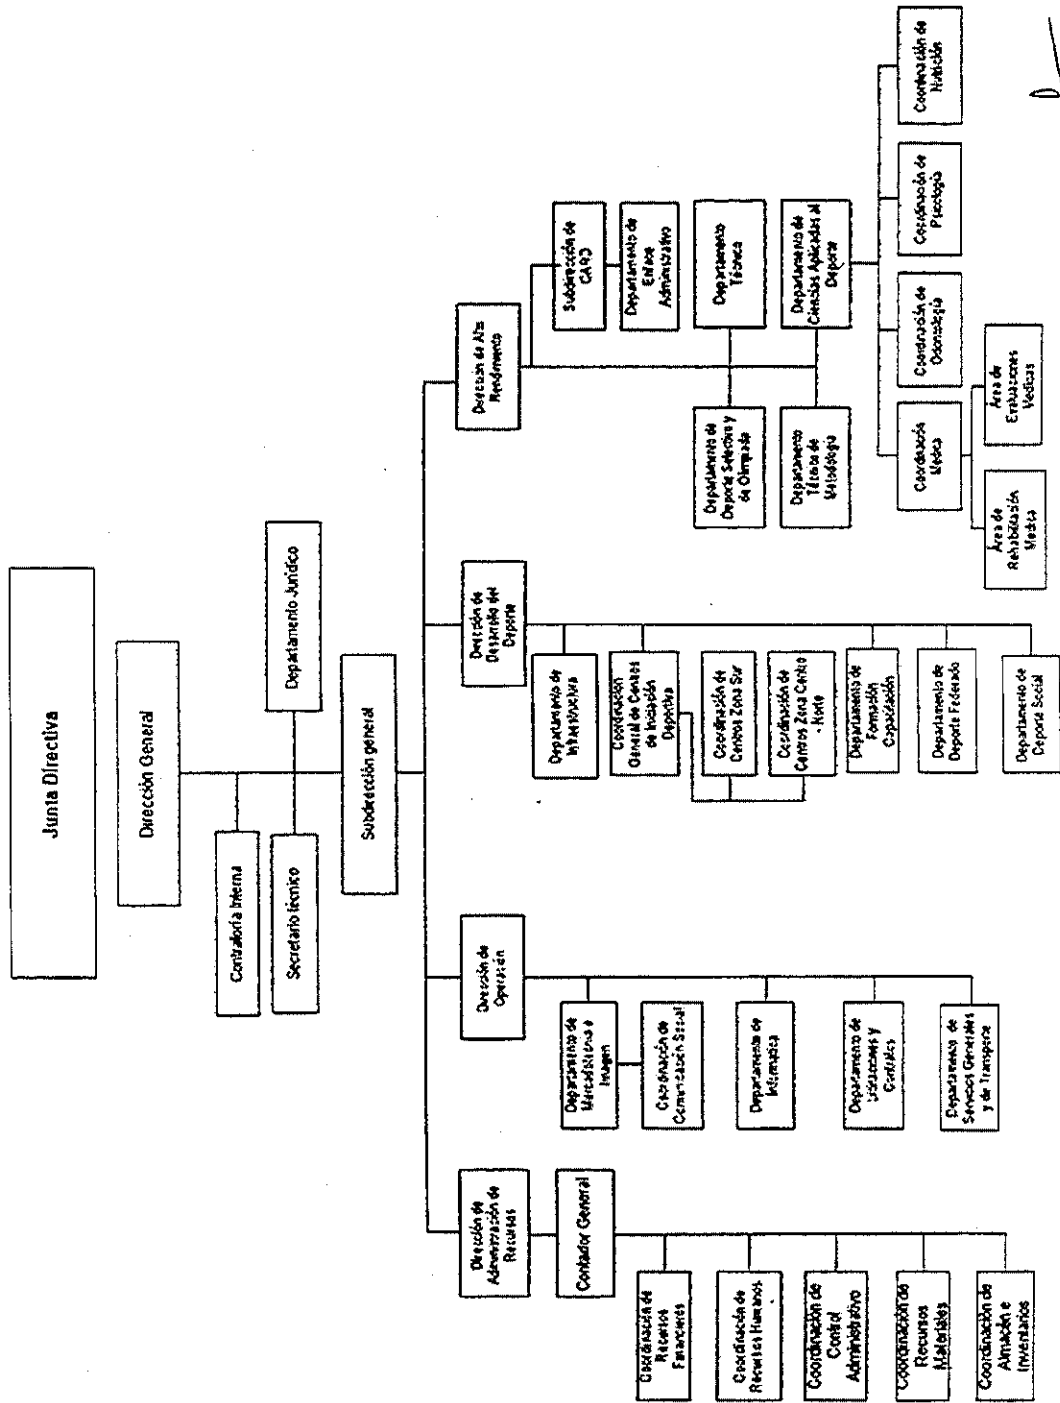 Junta Directiva
Dirección General
Contraloría Interna
Secretario técnico
Departamento Jurídico
Subdirección general
Dirección de
Administración de
Recursos
Contador General
Coordinación de
Recursos
Financieros
Coordinación de
Recursos Humanos
Coordinación de
Control
Administrativo
Coordinación de
Recursos
Materiales
Coordinación de
Almacén e
Inventarios
Dirección de
Operación
Departamento de
Mercadotecnia e
Imagen
Coordinación de
Comunicación Social
Departamento de
Informatica
Departamento de
Licitaciones y
Contratos
Departamento de
Servicios Generales
y de Transporte
Dirección de
Desarrollo del
Deporte
Departamento de
Infraestructura
Coordinación
General de Centros
de Iniciación
Deportiva
Coordinación de
Centros Zona Sur
Coordinación de
Centros Zona Centro
- Norte
Departamento de
Formación
Capacitación
Departamento de
Deporte Federado
Departamento de
Deporte Social
Dirección de Alto
Rendimiento
Subdirección de
CARD
Departamento de
Enlace
Administrativo
Departamento de
Deporte Selectivo y
de Olimpiada
Departamento
Técnico
Departamento
Técnico de
Metodología
Departamento de
Ciencias Aplicadas al
Deporte
Coordinación
Medica
Coordinación de
Odontología
Coordinación de
Psicología
Coordinación de
Nutrición
Área de
Rehabilitación
Medica
Área de
Evaluaciones
Medicas